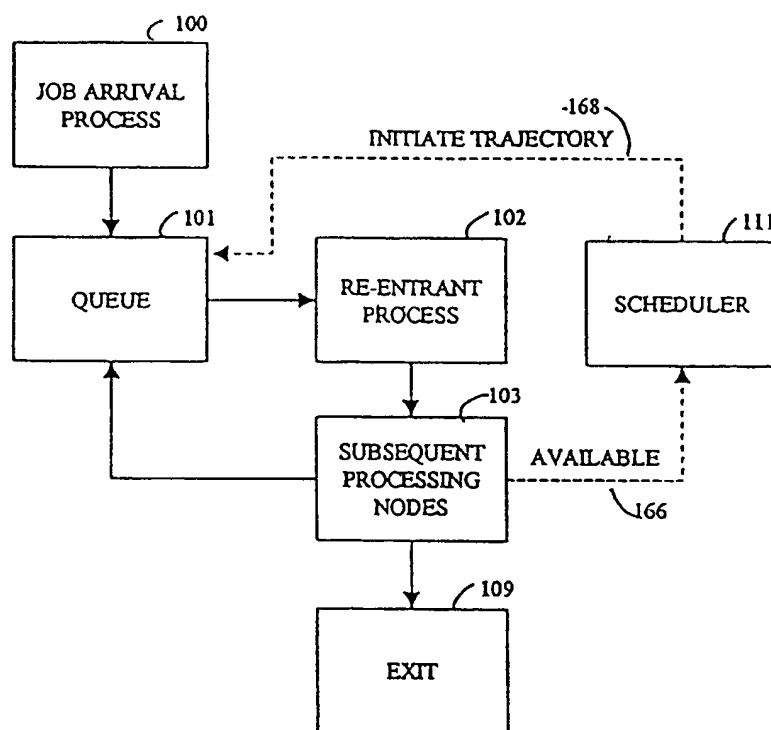 100
JOB ARRIVAL
PROCESS
-168
INITIATE TRAJECTORY
101
QUEUE
102
RE-ENTRANT
PROCESS
111
SCHEDULER
103
SUBSEQUENT
PROCESSING
NODES
AVAILABLE
166
109
EXIT